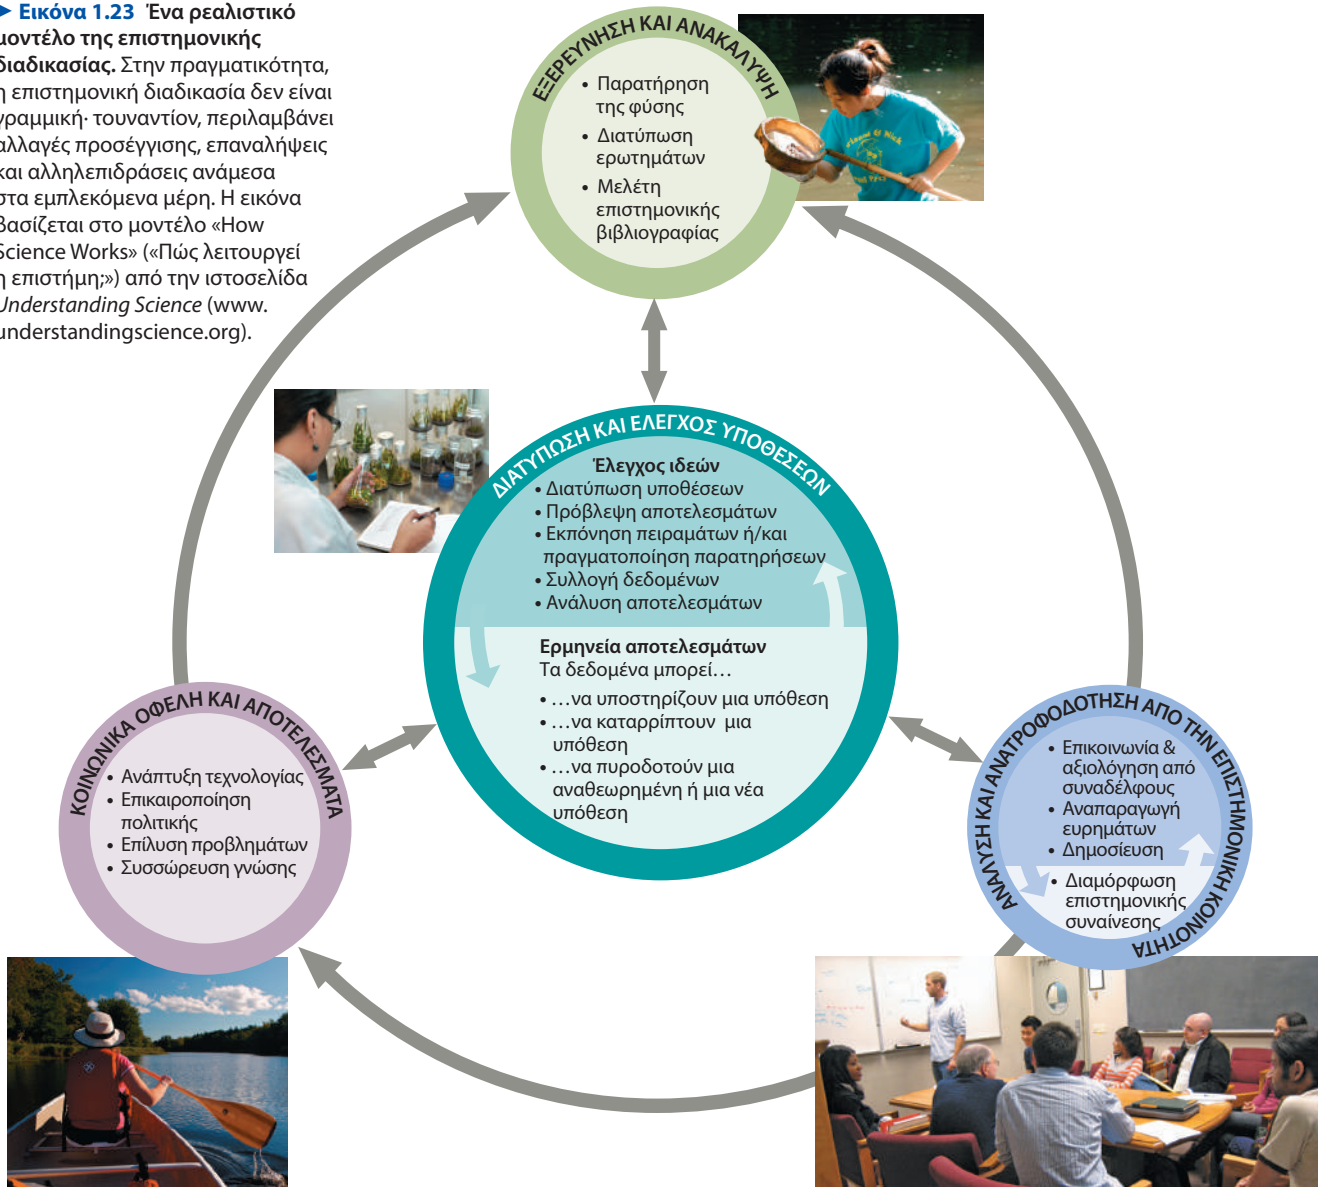 ► Εικόνα 1.23 Ένα ρεαλιστικό
μοντέλο της επιστημονικής
διαδικασίας. Στην πραγματικότητα,
η επιστημονική διαδικασία δεν είναι
γραμμική· τουναντίον, περιλαμβάνει
αλλαγές προσέγγισης, επαναλήψεις
και αλληλεπιδράσεις ανάμεσα
στα εμπλεκόμενα μέρη. Η εικόνα
βασίζεται στο μοντέλο «How
Science Works» («Πώς λειτουργεί
η επιστήμη;») από την ιστοσελίδα
Understanding Science (www.
understandingscience.org).
ΕΞΕΡΕΥΝΗΣΗ ΚΑΙ ΑΝΑΚΑΛΥΨΗ
• Παρατήρηση
της φύσης
• Διατύπωση
ερωτημάτων
• Μελέτη
επιστημονικής
βιβλιογραφίας
ΔΙΑΤΥΠΩΣΗ ΚΑΙ ΕΛΕΓΧΟΣ ΥΠΟΘΕΣΕΩΝ
Έλεγχος ιδεών
• Διατύπωση υποθέσεων
• Πρόβλεψη αποτελεσμάτων
• Εκπόνηση πειραμάτων ή/και
πραγματοποίηση παρατηρήσεων
• Συλλογή δεδομένων
• Ανάλυση αποτελεσμάτων
Ερμηνεία αποτελεσμάτων
Τα δεδομένα μπορεί…
• …να υποστηρίζουν μια υπόθεση
• …να καταρρίπτουν μια
υπόθεση
• …να πυροδοτούν μια
αναθεωρημένη ή μια νέα
υπόθεση
ΚΟΙΝΩΝΙΚΑ ΟΦΕΛΗ ΚΑΙ ΑΠΟΤΕΛΕΣΜΑΤΑ
• Ανάπτυξη τεχνολογίας
• Επικαιροποίηση
πολιτικής
• Επίλυση προβλημάτων
• Συσσώρευση γνώσης
ΑΝΑΛΥΣΗ ΚΑΙ ΑΝΑΤΡΟΦΟΔΟΤΗΣΗ ΑΠΟ ΤΗΝ ΕΠΙΣΤΗΜΟΝΙΚΗ ΚΟΙΝΟΤΗΤΑ
• Επικοινωνία &
αξιολόγηση από
συναδέλφους
• Αναπαραγωγή
ευρημάτων
• Δημοσίευση
• Διαμόρφωση
επιστημονικής
συναίνεσης